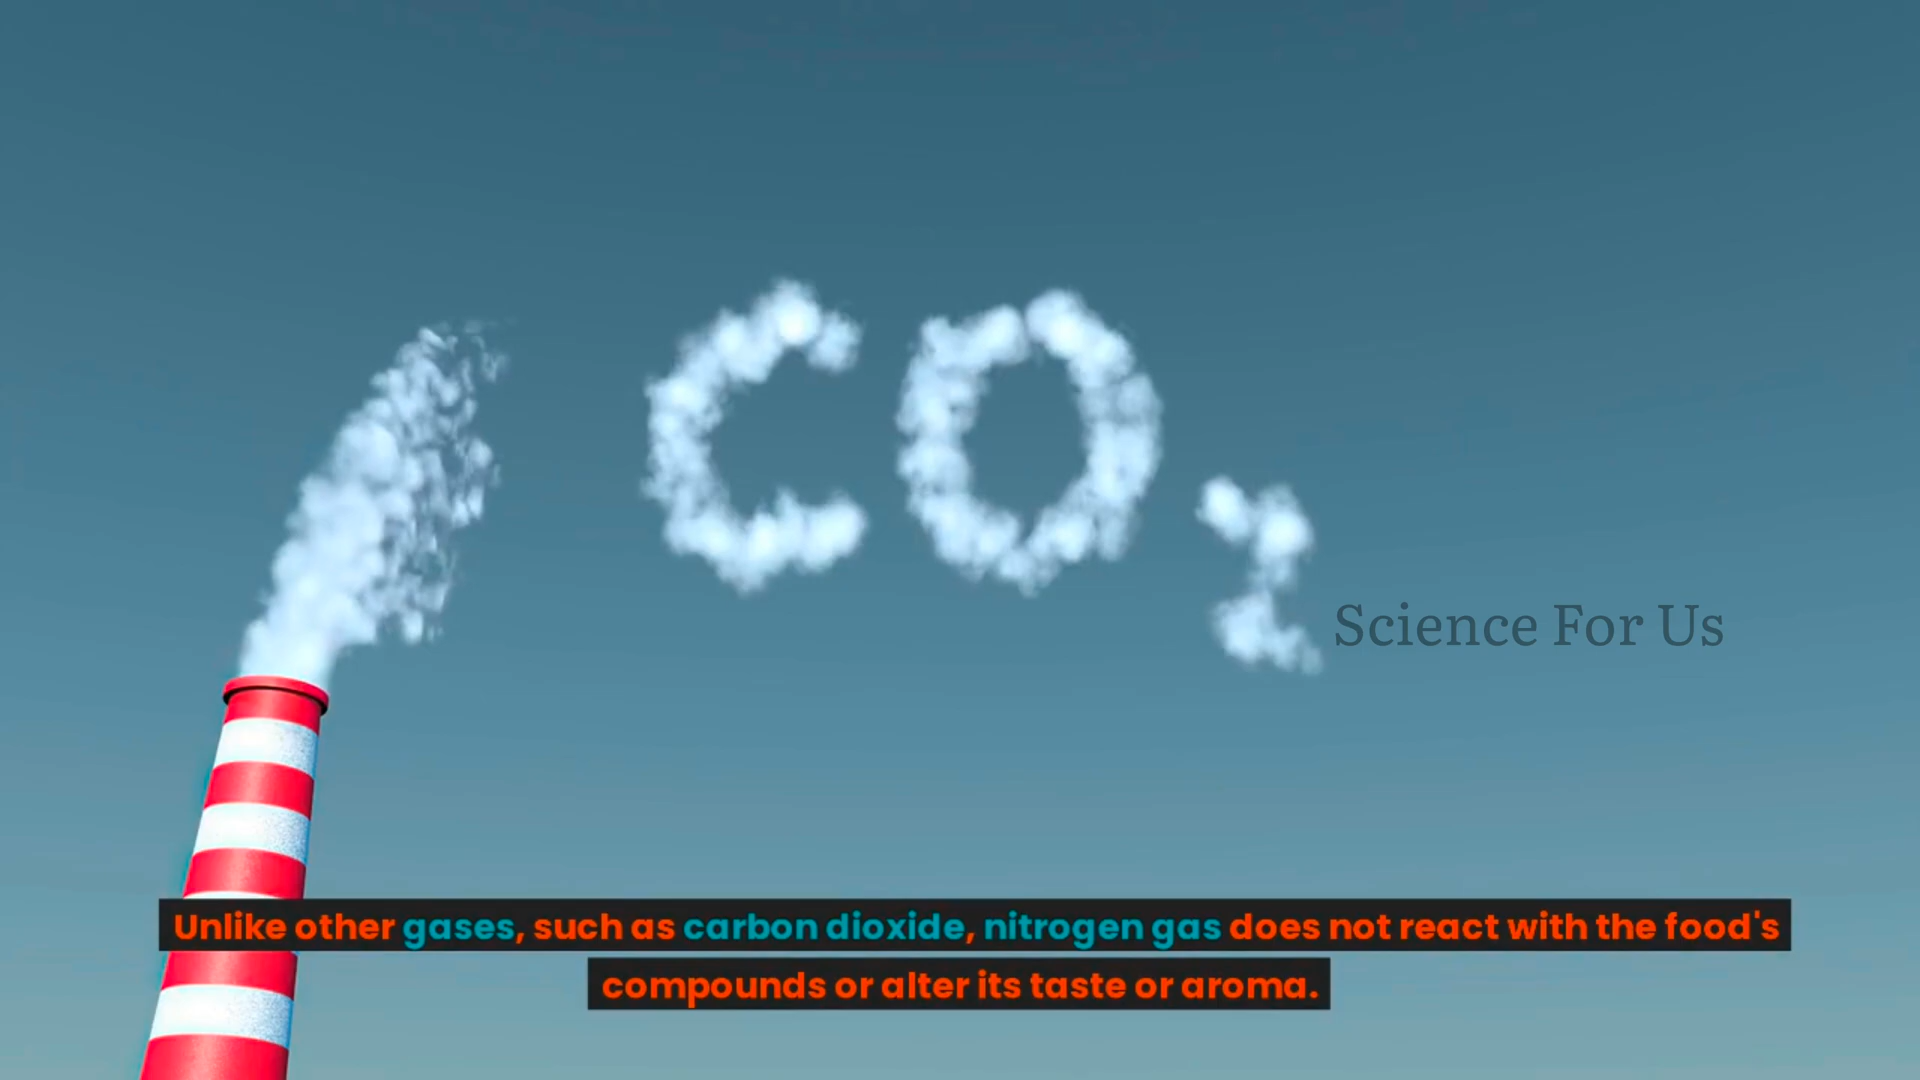 CO₂
Science For Us
Unlike other gases, such as carbon dioxide, nitrogen gas does not react with the food's
compounds or alter its taste or aroma.